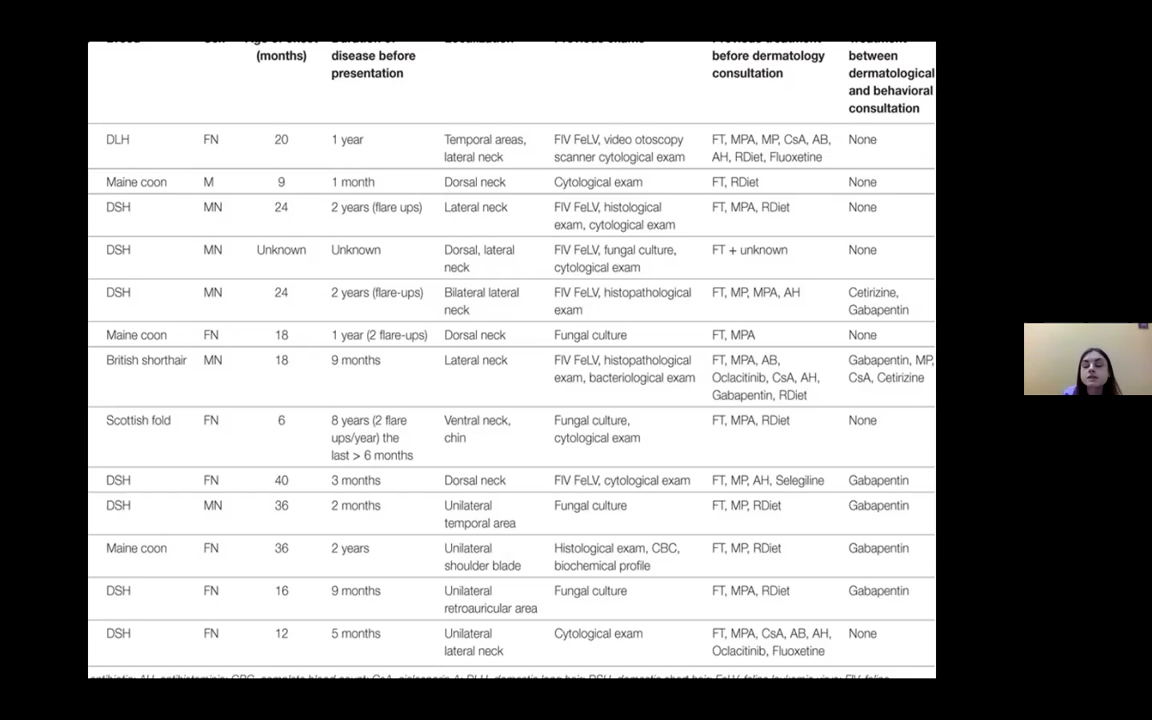 (months)
disease before
presentation
before dermatology
consultation
between
dermatological
and behavioral
consultation
DLH FN 20 1 year Temporal areas, FIV FeLV, video otoscopy FT, MPA, MP, CsA, AB, None
lateral neck scanner cytological exam AH, RDiet, Fluoxetine
Maine coon M 9 1 month Dorsal neck Cytological exam FT, RDiet None
DSH MN 24 2 years (flare ups) Lateral neck FIV FeLV, histological FT, MPA, RDiet None
exam, cytological exam
DSH MN Unknown Unknown Dorsal, lateral FIV FeLV, fungal culture, FT + unknown None
neck cytological exam
DSH MN 24 2 years (flare-ups) Bilateral lateral FIV FeLV, histopathological FT, MP, MPA, AH Cetirizine,
neck exam Gabapentin
Maine coon FN 18 1 year (2 flare-ups) Dorsal neck Fungal culture FT, MPA None
British shorthair MN 18 9 months Lateral neck FIV FeLV, histopathological FT, MPA, AB, Gabapentin, MP,
exam, bacteriological exam Oclacitinib, CsA, AH, CsA, Cetirizine
Gabapentin, RDiet
Scottish fold FN 6 8 years (2 flare Ventral neck, Fungal culture, FT, MPA, RDiet None
ups/year) the chin cytological exam
last > 6 months
DSH FN 40 3 months Dorsal neck FIV FeLV, cytological exam FT, MP, AH, Selegiline Gabapentin
DSH MN 36 2 months Unilateral Fungal culture FT, MP, RDiet Gabapentin
temporal area
Maine coon FN 36 2 years Unilateral Histological exam, CBC, FT, MP, RDiet Gabapentin
shoulder blade biochemical profile
DSH FN 16 9 months Unilateral Fungal culture FT, MPA, RDiet Gabapentin
retroauricular area
DSH FN 12 5 months Unilateral Cytological exam FT, MPA, CsA, AB, AH, None
lateral neck Oclacitinib, Fluoxetine